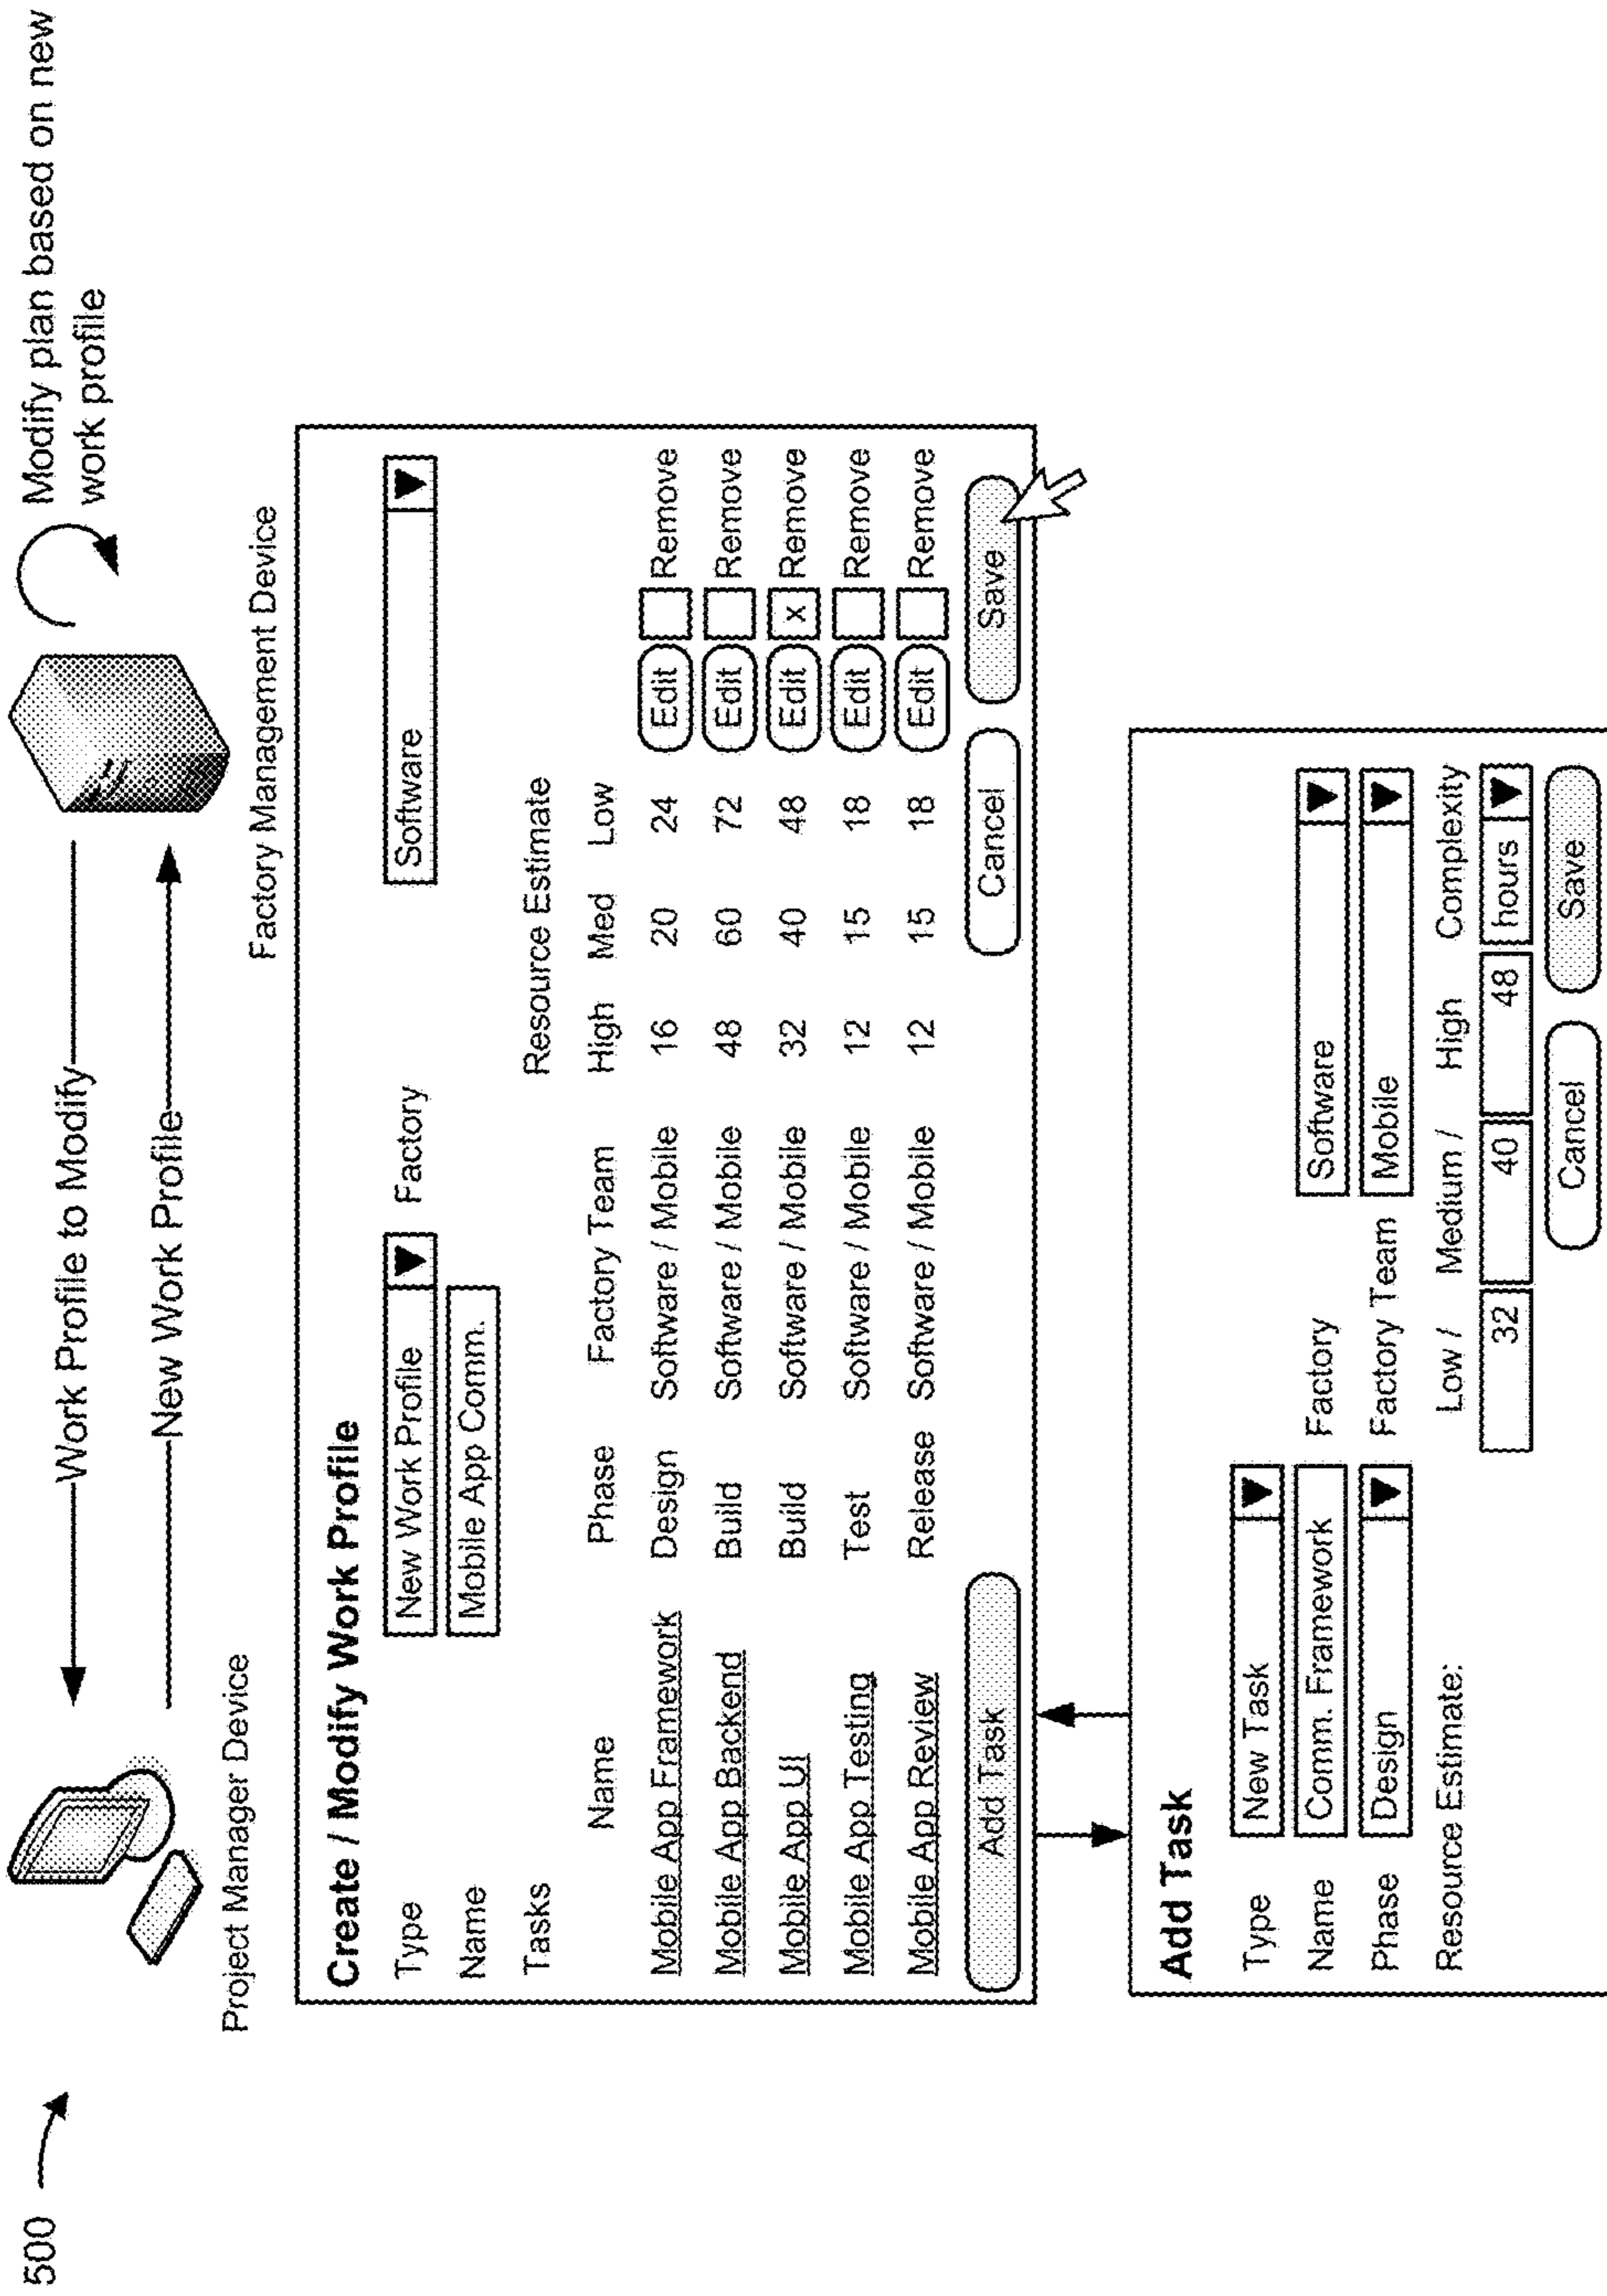 500
Work Profile to Modify
New Work Profile
Modify plan based on new
work profile
Project Manager Device
Factory Management Device
Create / Modify Work Profile
Type New Work Profile Factory Software
Name Mobile App Comm.
Tasks Resource Estimate
Name Phase Factory Team High Med Low
Mobile App Framework Design Software / Mobile 16 20 24 Edit Remove
Mobile App Backend Build Software / Mobile 48 60 72 Edit Remove
Mobile App UI Build Software / Mobile 32 40 48 Edit x Remove
Mobile App Testing Test Software / Mobile 12 15 18 Edit Remove
Mobile App Review Release Software / Mobile 12 15 18 Edit Remove
Add Task Cancel Save
Add Task
Type New Task
Name Comm. Framework Factory Software
Phase Design Factory Team Mobile
Resource Estimate: Low / Medium / High Complexity
32 40 48 hours
Cancel Save